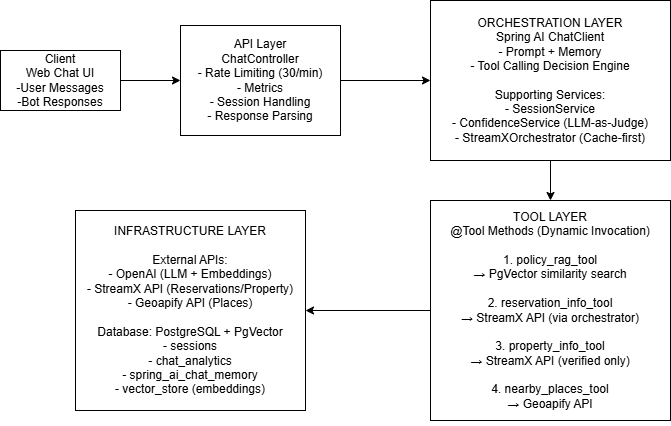 Client
Web Chat UI
-User Messages
-Bot Responses
API Layer
ChatController
- Rate Limiting (30/min)
- Metrics
- Session Handling
- Response Parsing
ORCHESTRATION LAYER
Spring AI ChatClient
- Prompt + Memory
- Tool Calling Decision Engine
Supporting Services:
- SessionService
- ConfidenceService (LLM-as-Judge)
- StreamXOrchestrator (Cache-first)
TOOL LAYER
@Tool Methods (Dynamic Invocation)
1. policy_rag_tool
→ PgVector similarity search
2. reservation_info_tool
→ StreamX API (via orchestrator)
3. property_info_tool
→ StreamX API (verified only)
4. nearby_places_tool
→ Geoapify API
INFRASTRUCTURE LAYER
External APIs:
- OpenAI (LLM + Embeddings)
- StreamX API (Reservations/Property)
- Geoapify API (Places)
Database: PostgreSQL + PgVector
- sessions
- chat_analytics
- spring_ai_chat_memory
- vector_store (embeddings)